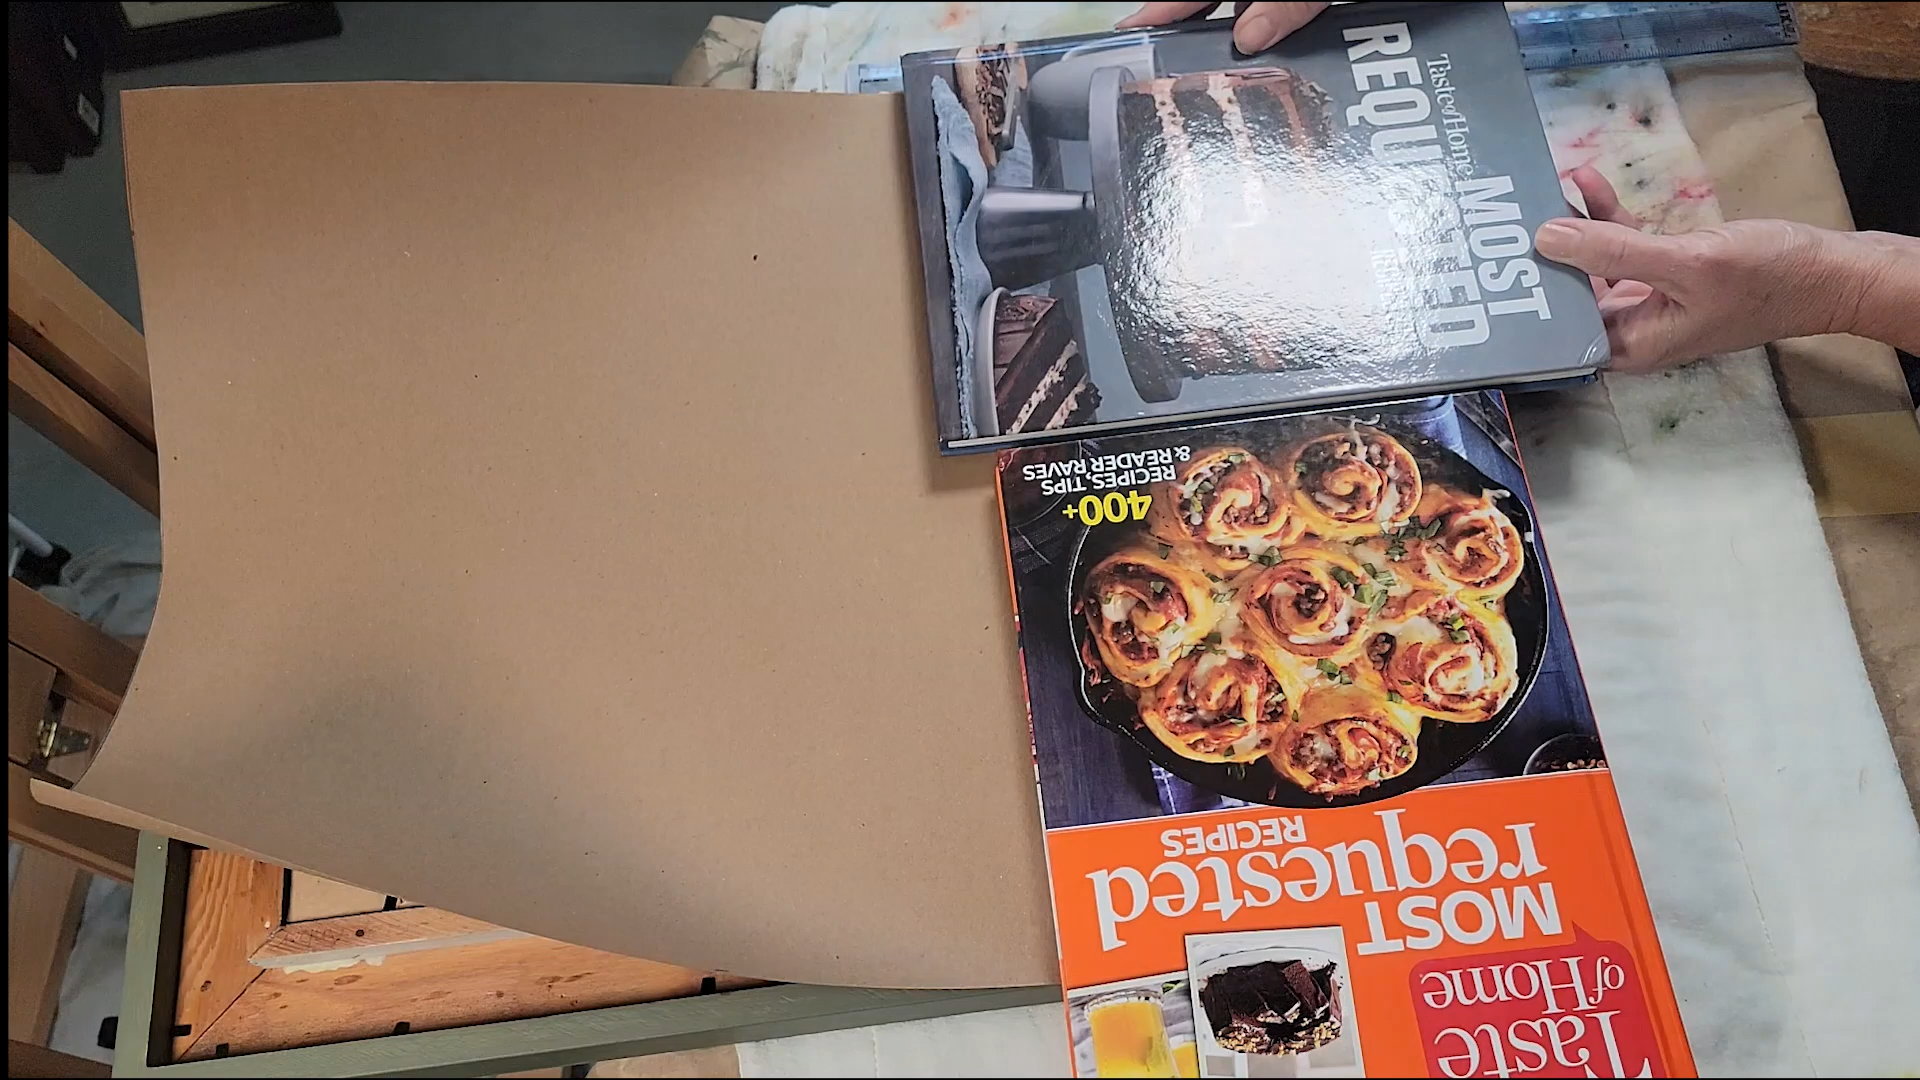 Taste of Home
MOST
REQUESTED
400+
RECIPES, TIPS
& READER RAVES
Taste
of Home
MOST
requested
RECIPES